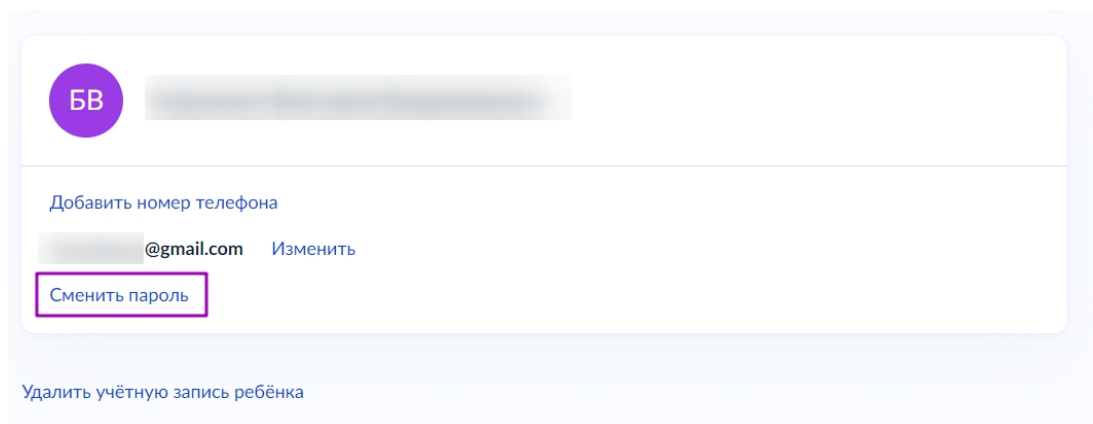 БВ
Добавить номер телефона
@gmail.com Изменить
Сменить пароль
Удалить учётную запись ребёнка